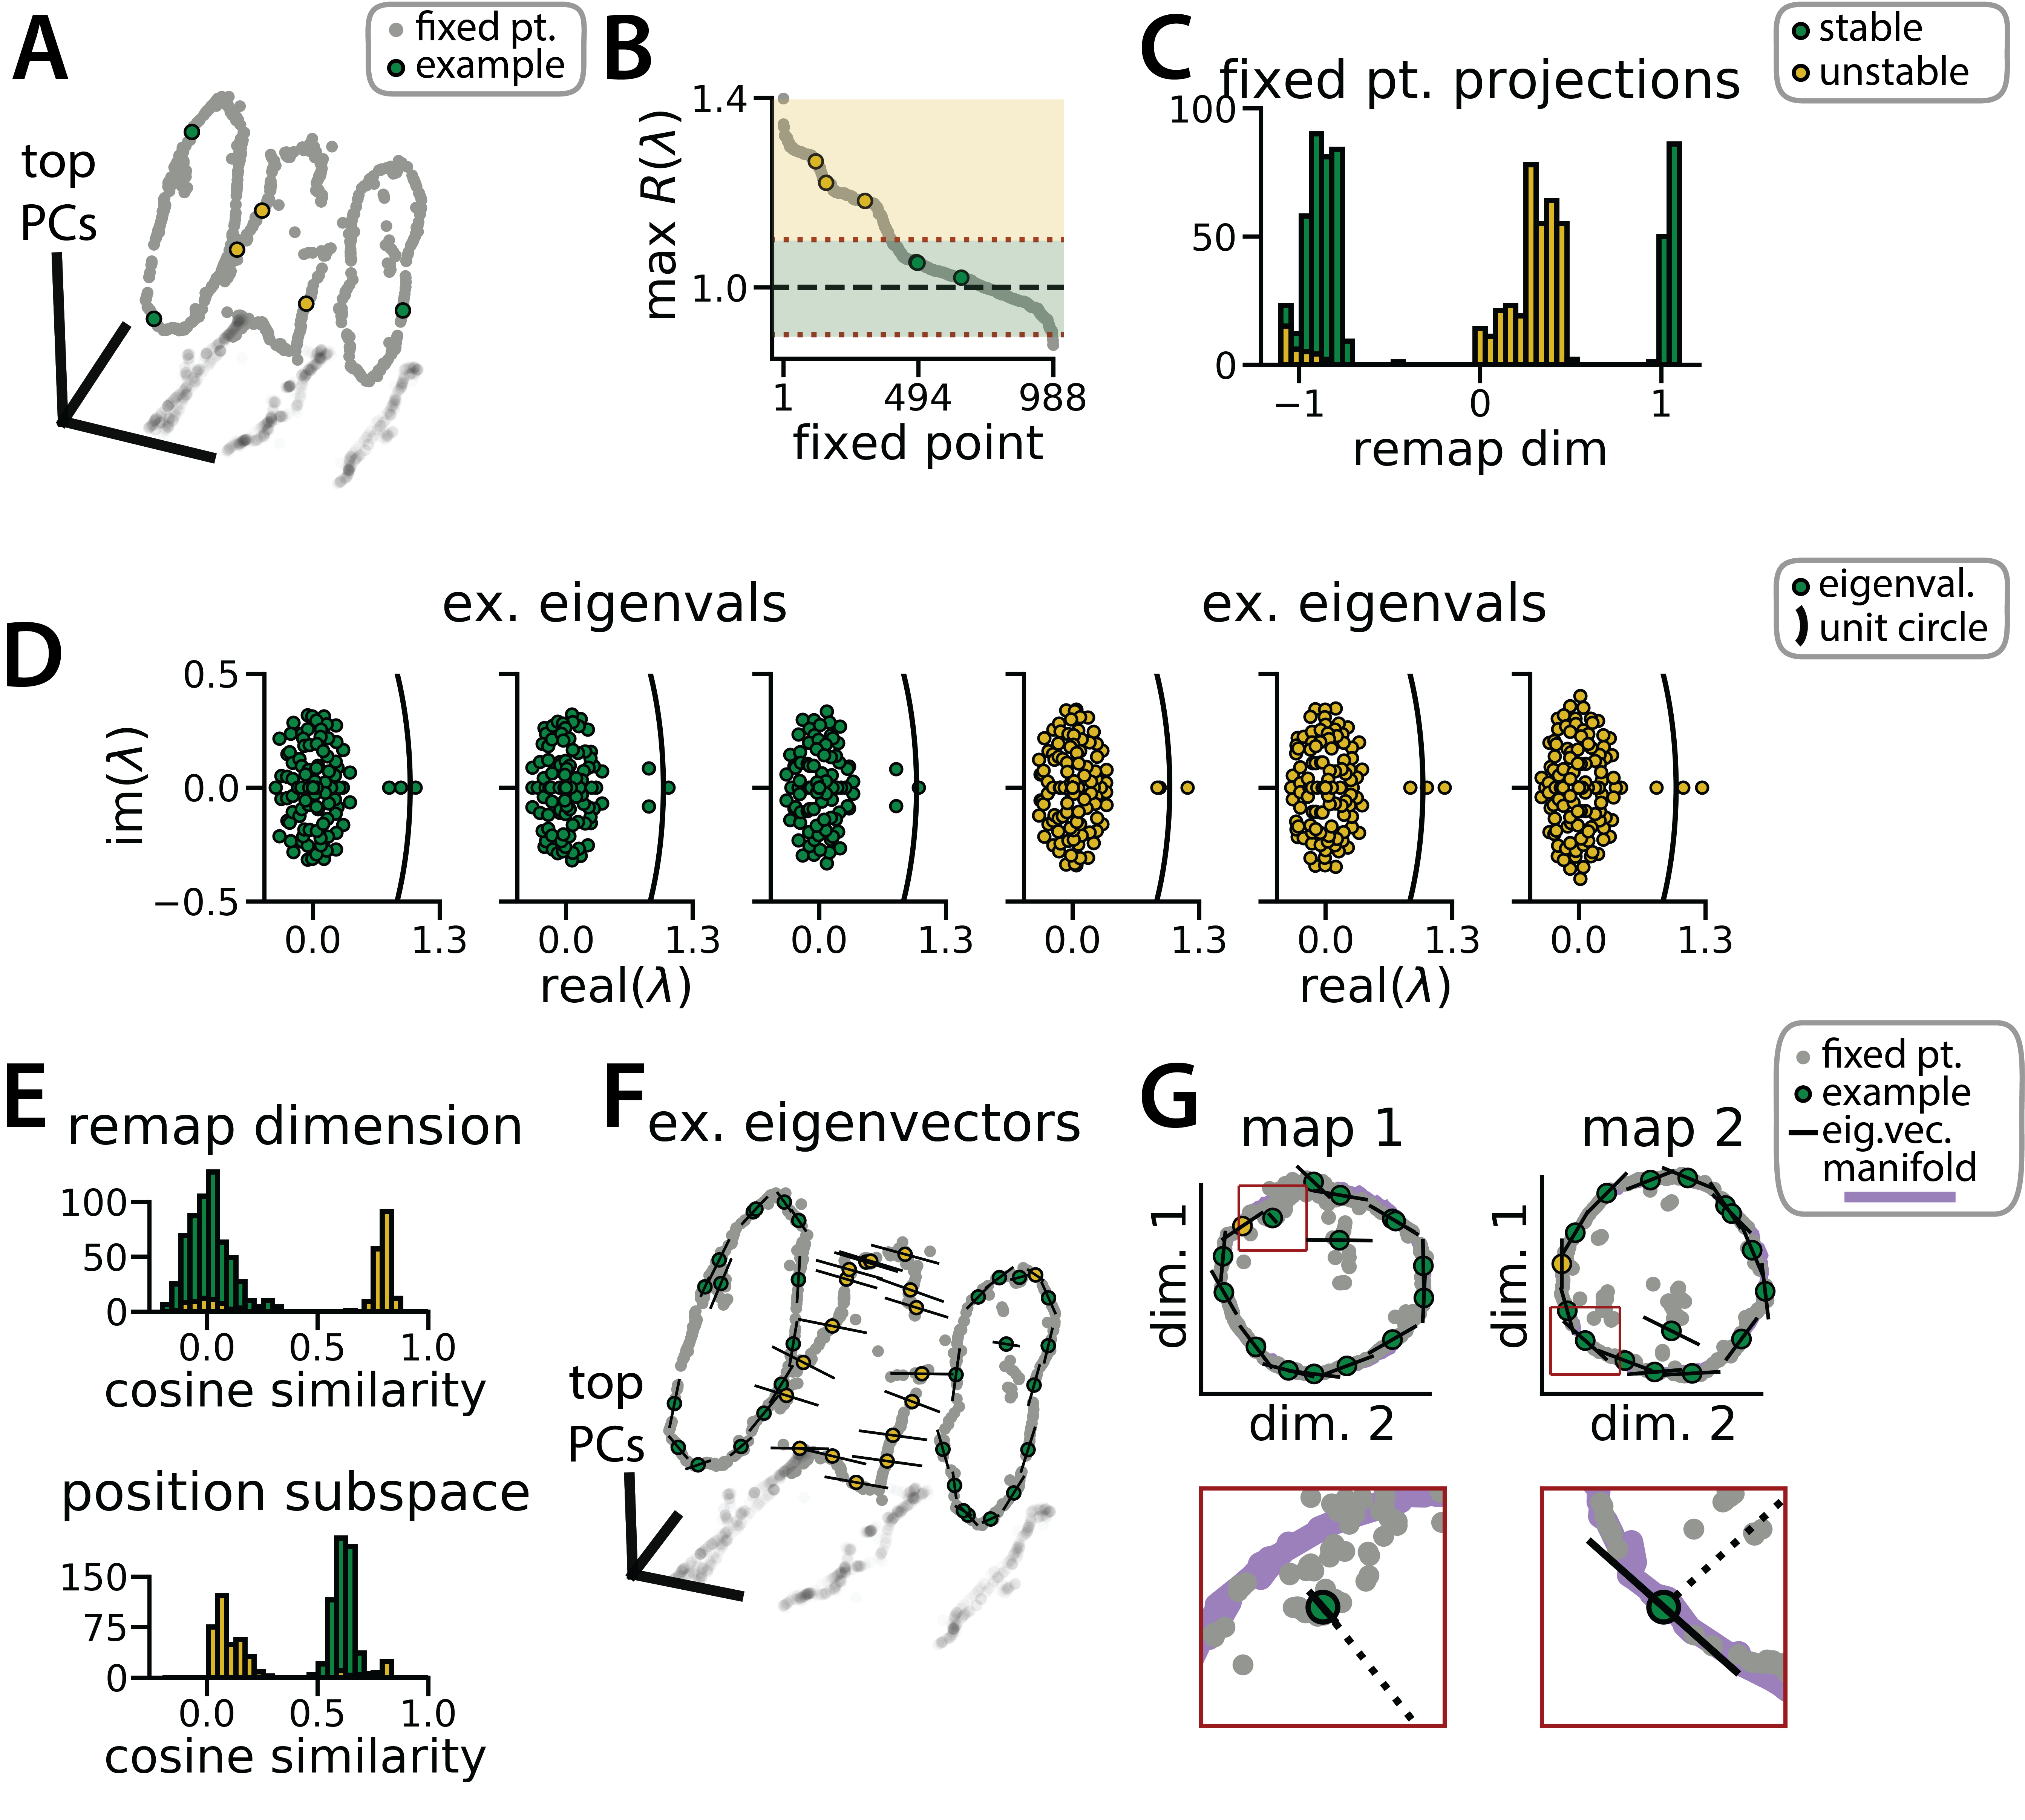 A
fixed pt.
example
top
PCs
B
1.4
1.0
max R(λ)
1
494
988
fixed point
C
fixed pt. projections
stable
unstable
100
50
0
−1
0
1
remap dim
D
ex. eigenvals
ex. eigenvals
eigenval.
unit circle
0.5
0.0
−0.5
im(λ)
0.0
1.3
0.0
1.3
0.0
1.3
0.0
1.3
0.0
1.3
0.0
1.3
real(λ)
real(λ)
E
remap dimension
100
50
0
0.0
0.5
1.0
cosine similarity
position subspace
150
75
0
0.0
0.5
1.0
cosine similarity
F
ex. eigenvectors
top
PCs
G
map 1
map 2
fixed pt.
example
eig.vec.
manifold
dim. 1
dim. 2
dim. 1
dim. 2